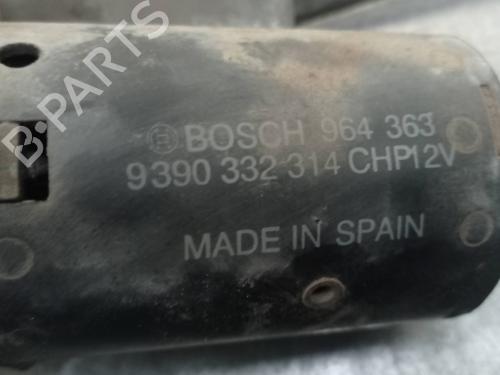 B-PARTS
BOSCH 964 363
9 390 332 314 CHP12V
MADE IN SPAIN